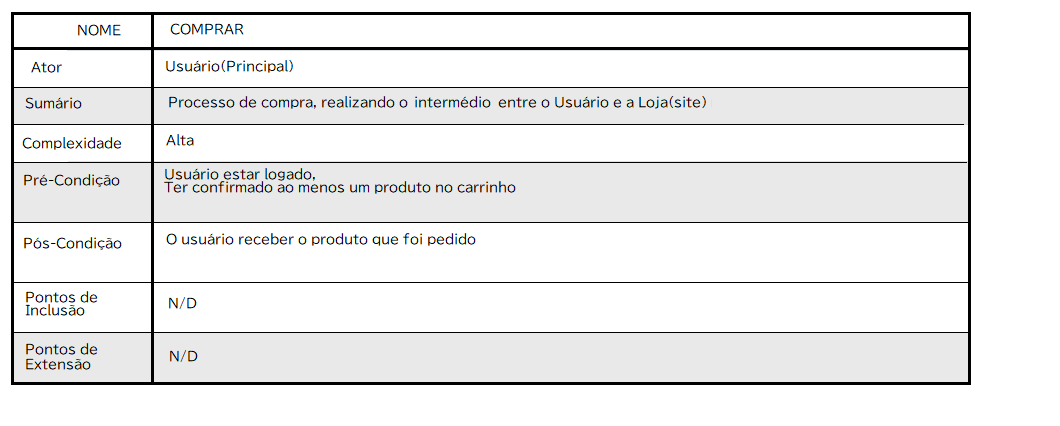 NOME COMPRAR
Ator Usuário(Principal)
Sumário Processo de compra, realizando o intermédio entre o Usuário e a Loja(site)
Complexidade Alta
Pré-Condição Usuário estar logado,
Ter confirmado ao menos um produto no carrinho
Pós-Condição O usuário receber o produto que foi pedido
Pontos de
Inclusão N/D
Pontos de
Extensão N/D